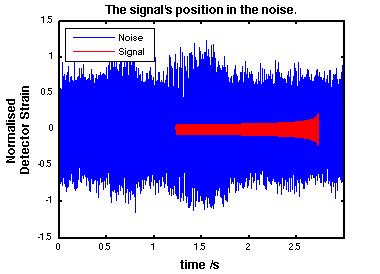 The signal's position in the noise.
1.5
Noise
Signal
1
0.5
0
-0.5
-1
-1.5
Normalised
Detector Strain
0 0.5 1 1.5 2 2.5
time /s